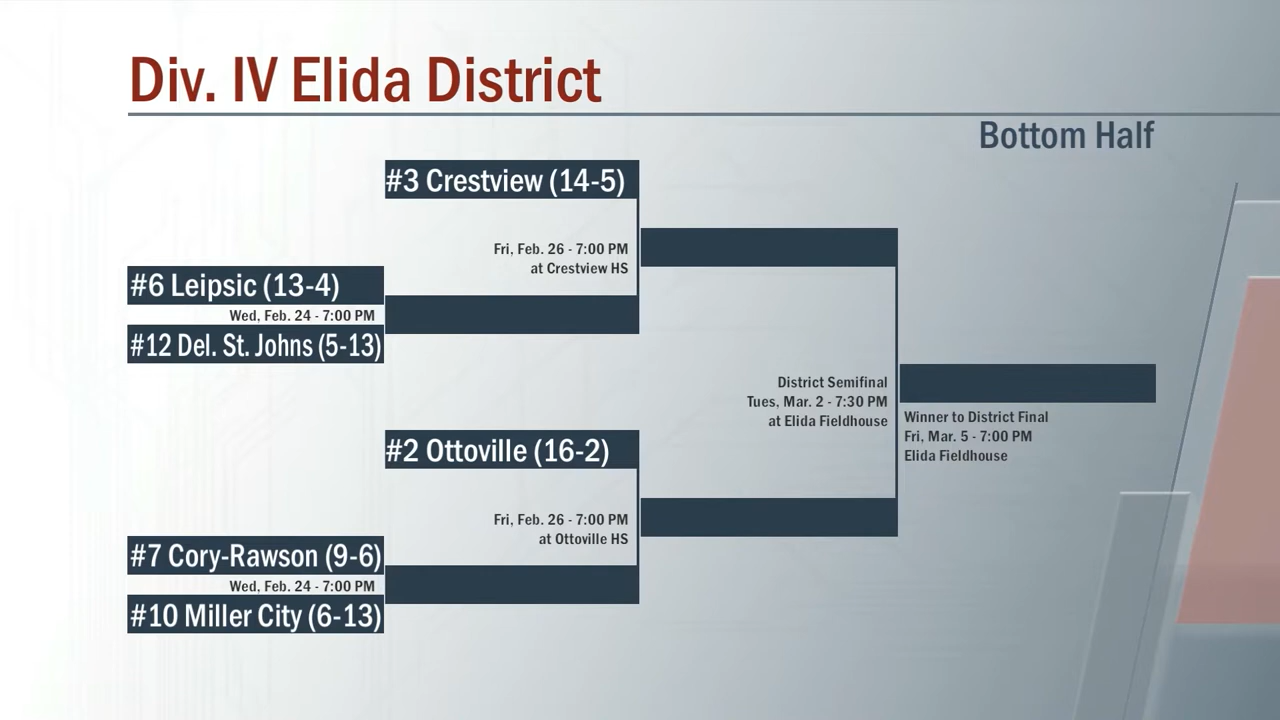 Div. IV Elida District
Bottom Half
#3 Crestview (14-5)
Fri, Feb. 26 - 7:00 PM
at Crestview HS
#6 Leipsic (13-4)
Wed, Feb. 24 - 7:00 PM
#12 Del. St. Johns (5-13)
District Semifinal
Tues, Mar. 2 - 7:30 PM
at Elida Fieldhouse
Winner to District Final
Fri, Mar. 5 - 7:00 PM
Elida Fieldhouse
#2 Ottoville (16-2)
Fri, Feb. 26 - 7:00 PM
at Ottoville HS
#7 Cory-Rawson (9-6)
Wed, Feb. 24 - 7:00 PM
#10 Miller City (6-13)